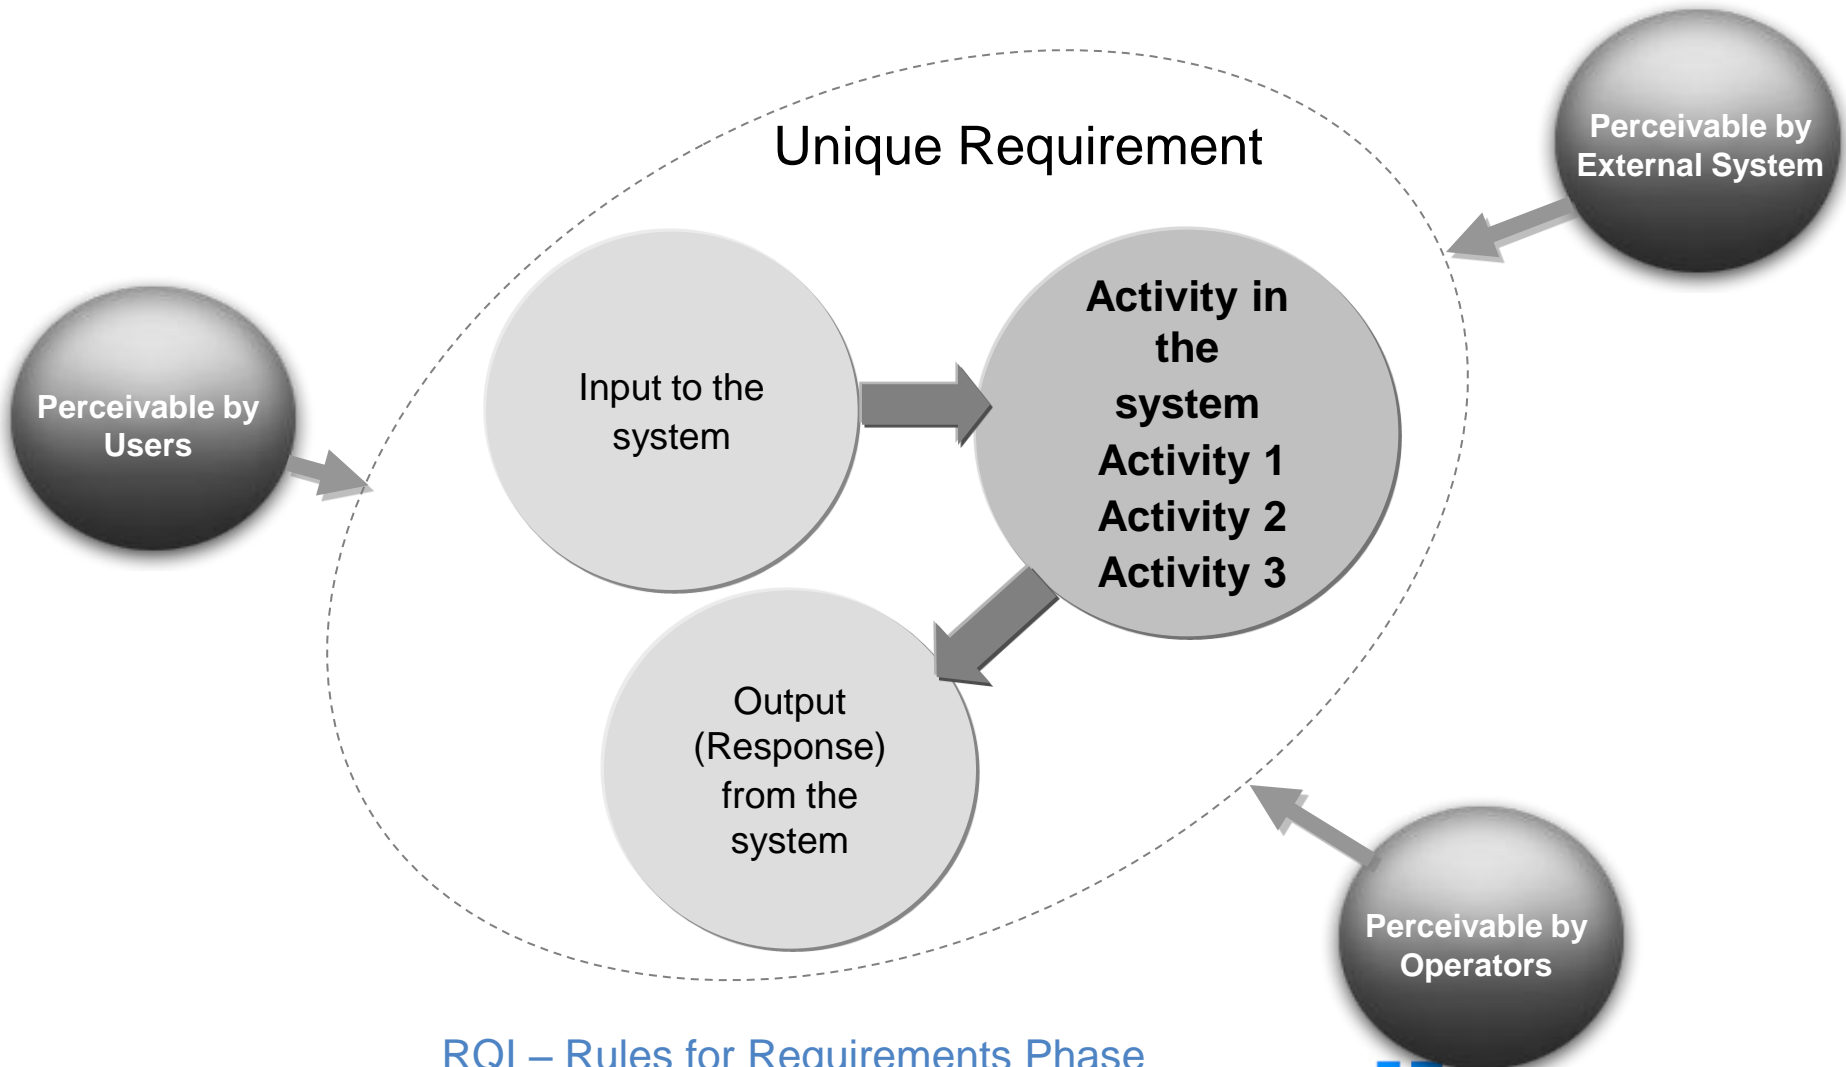 Unique Requirement
Perceivable by
External System
Perceivable by
Users
Input to the
system
Activity in
the
system
Activity 1
Activity 2
Activity 3
Output
(Response)
from the
system
Perceivable by
Operators
RQI – Rules for Requirements Phase